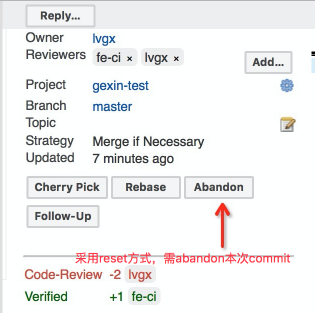 Reply...
Owner lvgx
Reviewers fe-ci × lvgx ×
Add...
Project gexin-test
Branch master
Topic
Strategy Merge if Necessary
Updated 7 minutes ago
Cherry Pick Rebase Abandon
Follow-Up
采用reset方式，需abandon本次commit
Code-Review -2 lvgx
Verified +1 fe-ci